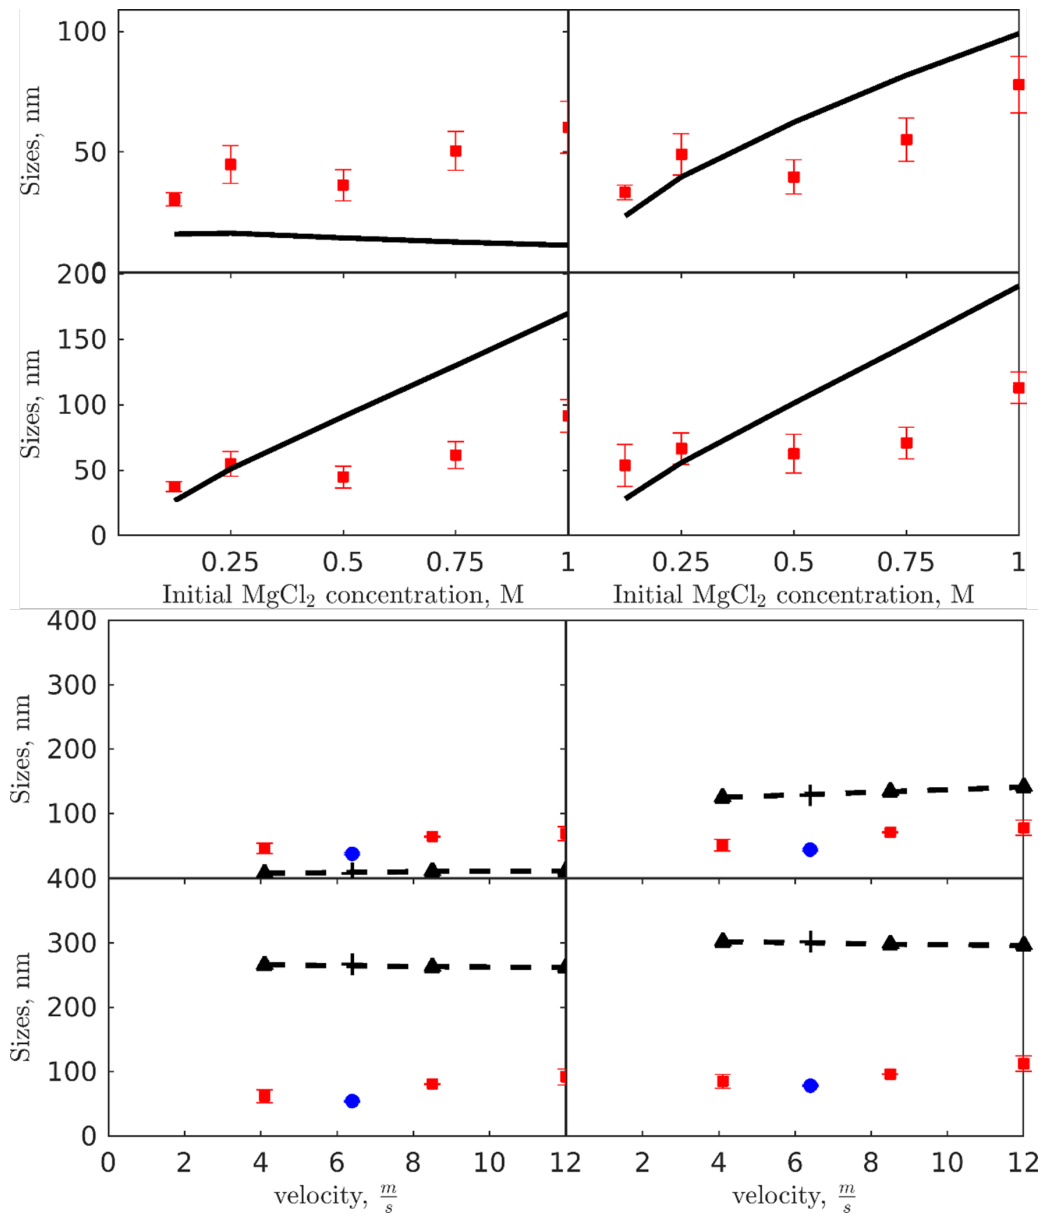 100
Sizes, nm
50
0
200
150
Sizes, nm
100
50
0
0.25 0.5 0.75 1 0.25 0.5 0.75 1
Initial MgCl₂ concentration, M Initial MgCl₂ concentration, M
400
300
Sizes, nm
200
100
400
300
Sizes, nm
200
100
0
0 2 4 6 8 10 12 2 4 6 8 10 12
velocity, m/s velocity, m/s